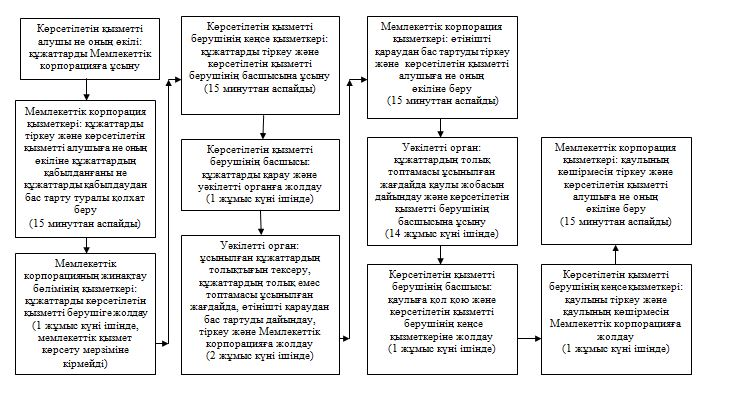 Көрсетілетін қызметті
алушы не оның өкілі:
құжаттарды Мемлекеттік
корпорацияға ұсыну
Мемлекеттік корпорация
қызметкері: құжаттарды
тіркеу және көрсетілетін
қызметті алушыға не оның
өкіліне құжаттардың
қабылданғаны не
құжаттарды қабылдаудан
бас тарту туралы қолхат
беру
(15 минуттан аспайды)
Мемлекеттік
корпорацияның жинақтау
бөлімінің қызметкері:
құжаттарды көрсетілетін
қызметті берушіге жолдау
(1 жұмыс күні ішінде,
мемлекеттік қызмет
көрсету мерзіміне
кірмейді)
Көрсетілетін қызметті
берушінің кеңсе қызметкері:
құжаттарды тіркеу және
көрсетілетін қызметті
берушінің басшысына ұсыну
(15 минуттан аспайды)
Көрсетілетін қызметті
берушінің басшысы:
құжаттарды қарау және
уәкілетті органға жолдау
(1 жұмыс күні ішінде)
Уәкілетті орган:
ұсынылған құжаттардың
толықтығын тексеру,
құжаттардың толық емес
топтамасы ұсынылған
жағдайда, өтінішті қараудан
бас тартуды дайындау,
тіркеу және Мемлекеттік
корпорацияға жолдау
(2 жұмыс күні ішінде)
Мемлекеттік корпорация
қызметкері: өтінішті
қараудан бас тартуды тіркеу
және көрсетілетін қызметті
алушыға не оның
өкіліне беру
(15 минуттан аспайды)
Уәкілетті орган:
құжаттардың толық
топтамасы ұсынылған
жағдайда қаулы жобасын
дайындау және көрсетілетін
қызметті берушінің
басшысына ұсыну
(14 жұмыс күні ішінде)
Көрсетілетін қызметті
берушінің басшысы:
қаулыға қол қою және
көрсетілетін қызметті
берушінің кеңсе
қызметкеріне жолдау
(1 жұмыс күні ішінде)
Мемлекеттік корпорация
қызметкері: қаулының
көшірмесін тіркеу және
көрсетілетін қызметті
алушыға не оның
өкіліне беру
(15 минуттан аспайды)
Көрсетілетін қызметті
берушінің кеңсеқызметкері:
қаулыны тіркеу және
қаулының көшірмесін
Мемлекеттік корпорацияға
жолдау
(1 жұмыс күні ішінде)